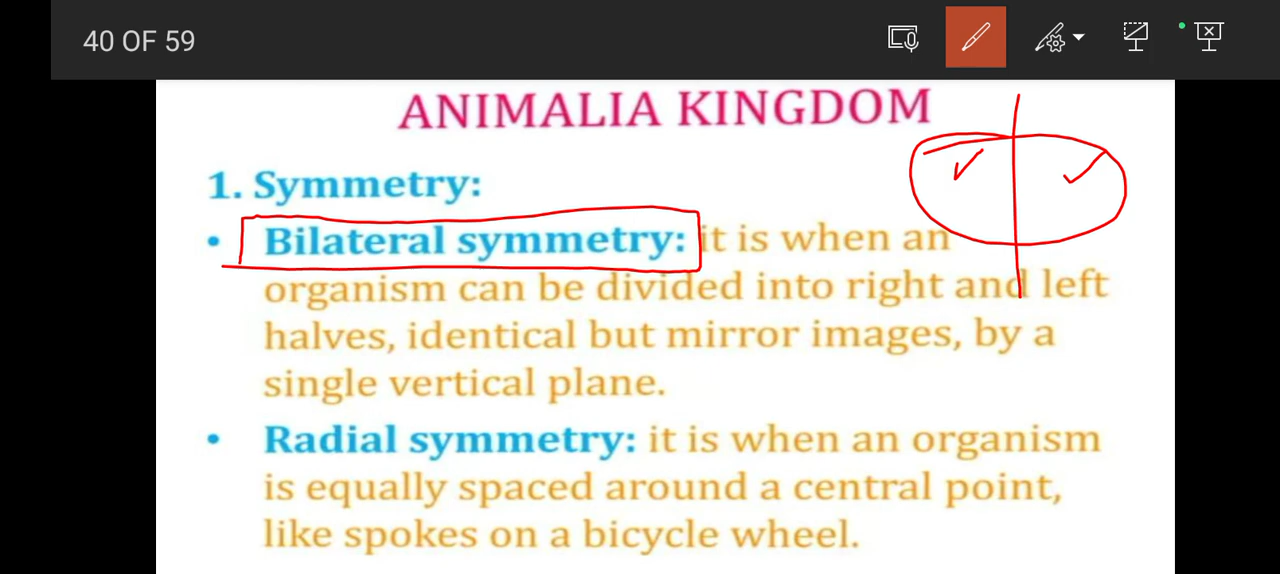 40 OF 59
ANIMALIA KINGDOM
1. Symmetry:
• Bilateral symmetry: it is when an
organism can be divided into right and left
halves, identical but mirror images, by a
single vertical plane.
• Radial symmetry: it is when an organism
is equally spaced around a central point,
like spokes on a bicycle wheel.